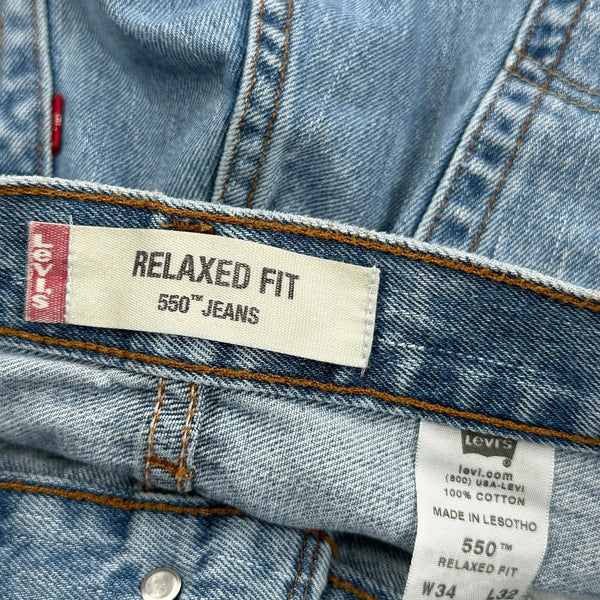 Levi's
RELAXED FIT
550™ JEANS
Levi's
levi.com
(800) USA-LEVI
100% COTTON
MADE IN LESOTHO
550™
RELAXED FIT
W34 L32